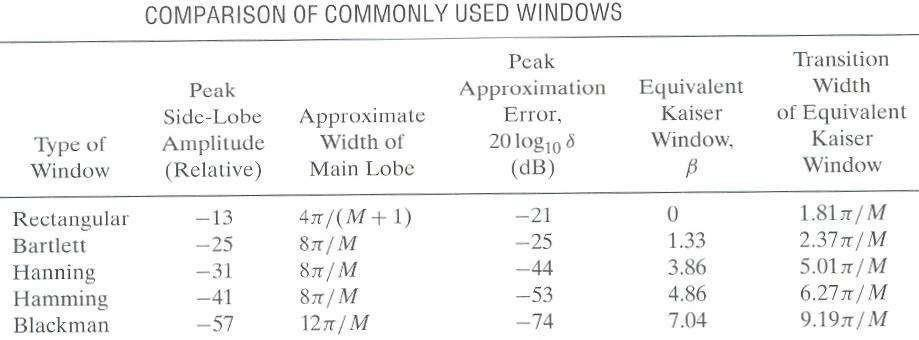 COMPARISON OF COMMONLY USED WINDOWS
Type of Window | Peak Side-Lobe Amplitude (Relative) | Approximate Width of Main Lobe | Peak Approximation Error, 20 log₁₀ δ (dB) | Equivalent Kaiser Window, β | Transition Width of Equivalent Kaiser Window
Rectangular −13 4π/(M + 1) −21 0 1.81π/M
Bartlett −25 8π/M −25 1.33 2.37π/M
Hanning −31 8π/M −44 3.86 5.01π/M
Hamming −41 8π/M −53 4.86 6.27π/M
Blackman −57 12π/M −74 7.04 9.19π/M